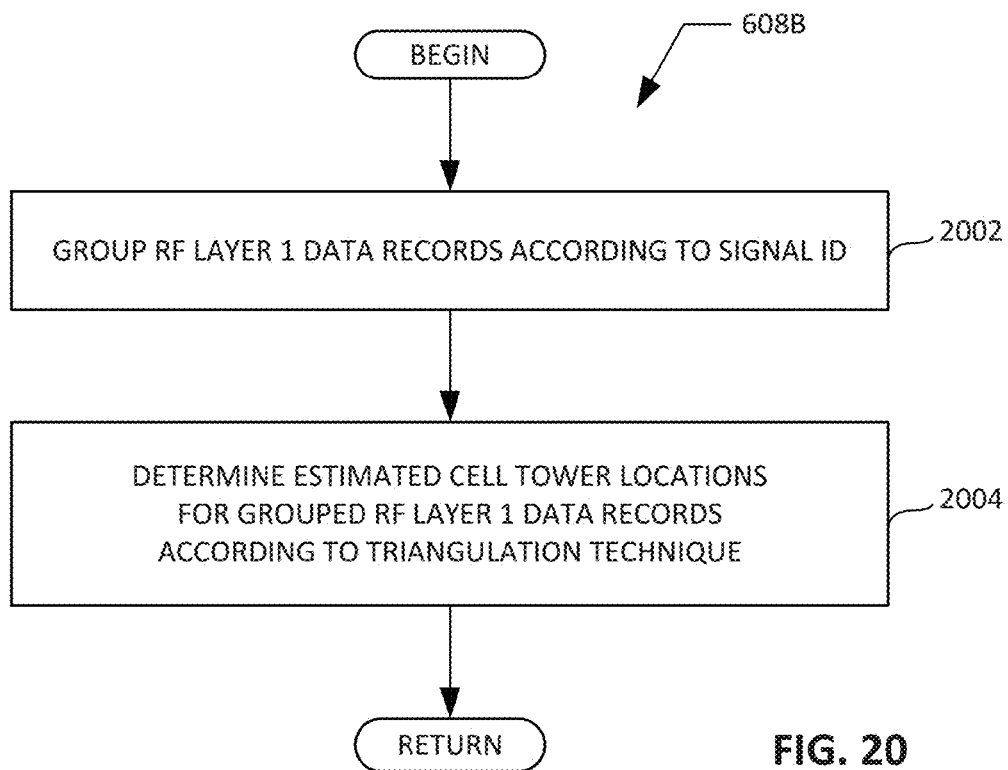 608B
BEGIN
GROUP RF LAYER 1 DATA RECORDS ACCORDING TO SIGNAL ID
2002
DETERMINE ESTIMATED CELL TOWER LOCATIONS
FOR GROUPED RF LAYER 1 DATA RECORDS
ACCORDING TO TRIANGULATION TECHNIQUE
2004
RETURN
FIG. 20